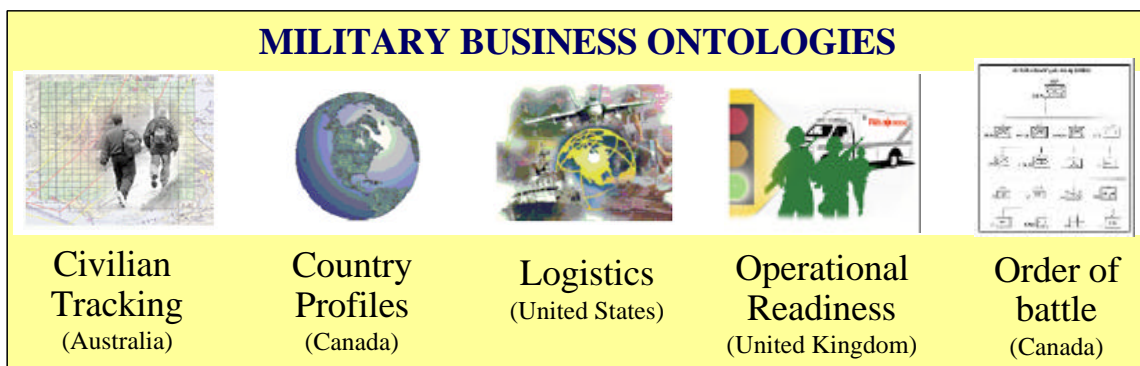 MILITARY BUSINESS ONTOLOGIES
Civilian
Tracking
(Australia)
Country
Profiles
(Canada)
Logistics
(United States)
Operational
Readiness
(United Kingdom)
Order of
battle
(Canada)